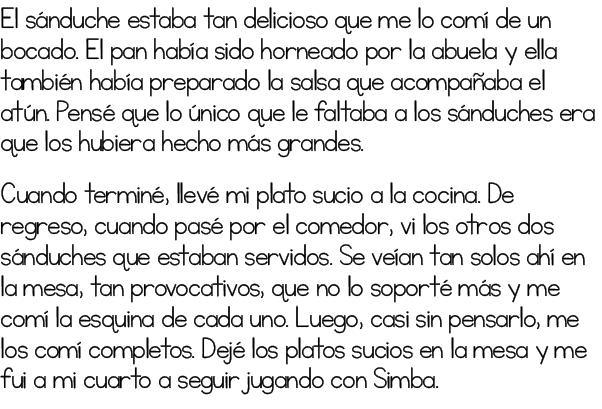 El sánduche estaba tan delicioso que me lo comí de un
bocado. El pan había sido horneado por la abuela y ella
también había preparado la salsa que acompañaba el
atún. Pensé que lo único que le faltaba a los sánduches era
que los hubiera hecho más grandes.
Cuando terminé, llevé mi plato sucio a la cocina. De
regreso, cuando pasé por el comedor, vi los otros dos
sánduches que estaban servidos. Se veían tan solos ahí en
la mesa, tan provocativos, que no lo soporté más y me
comí la esquina de cada uno. Luego, casi sin pensarlo, me
los comí completos. Dejé los platos sucios en la mesa y me
fui a mi cuarto a seguir jugando con Simba.